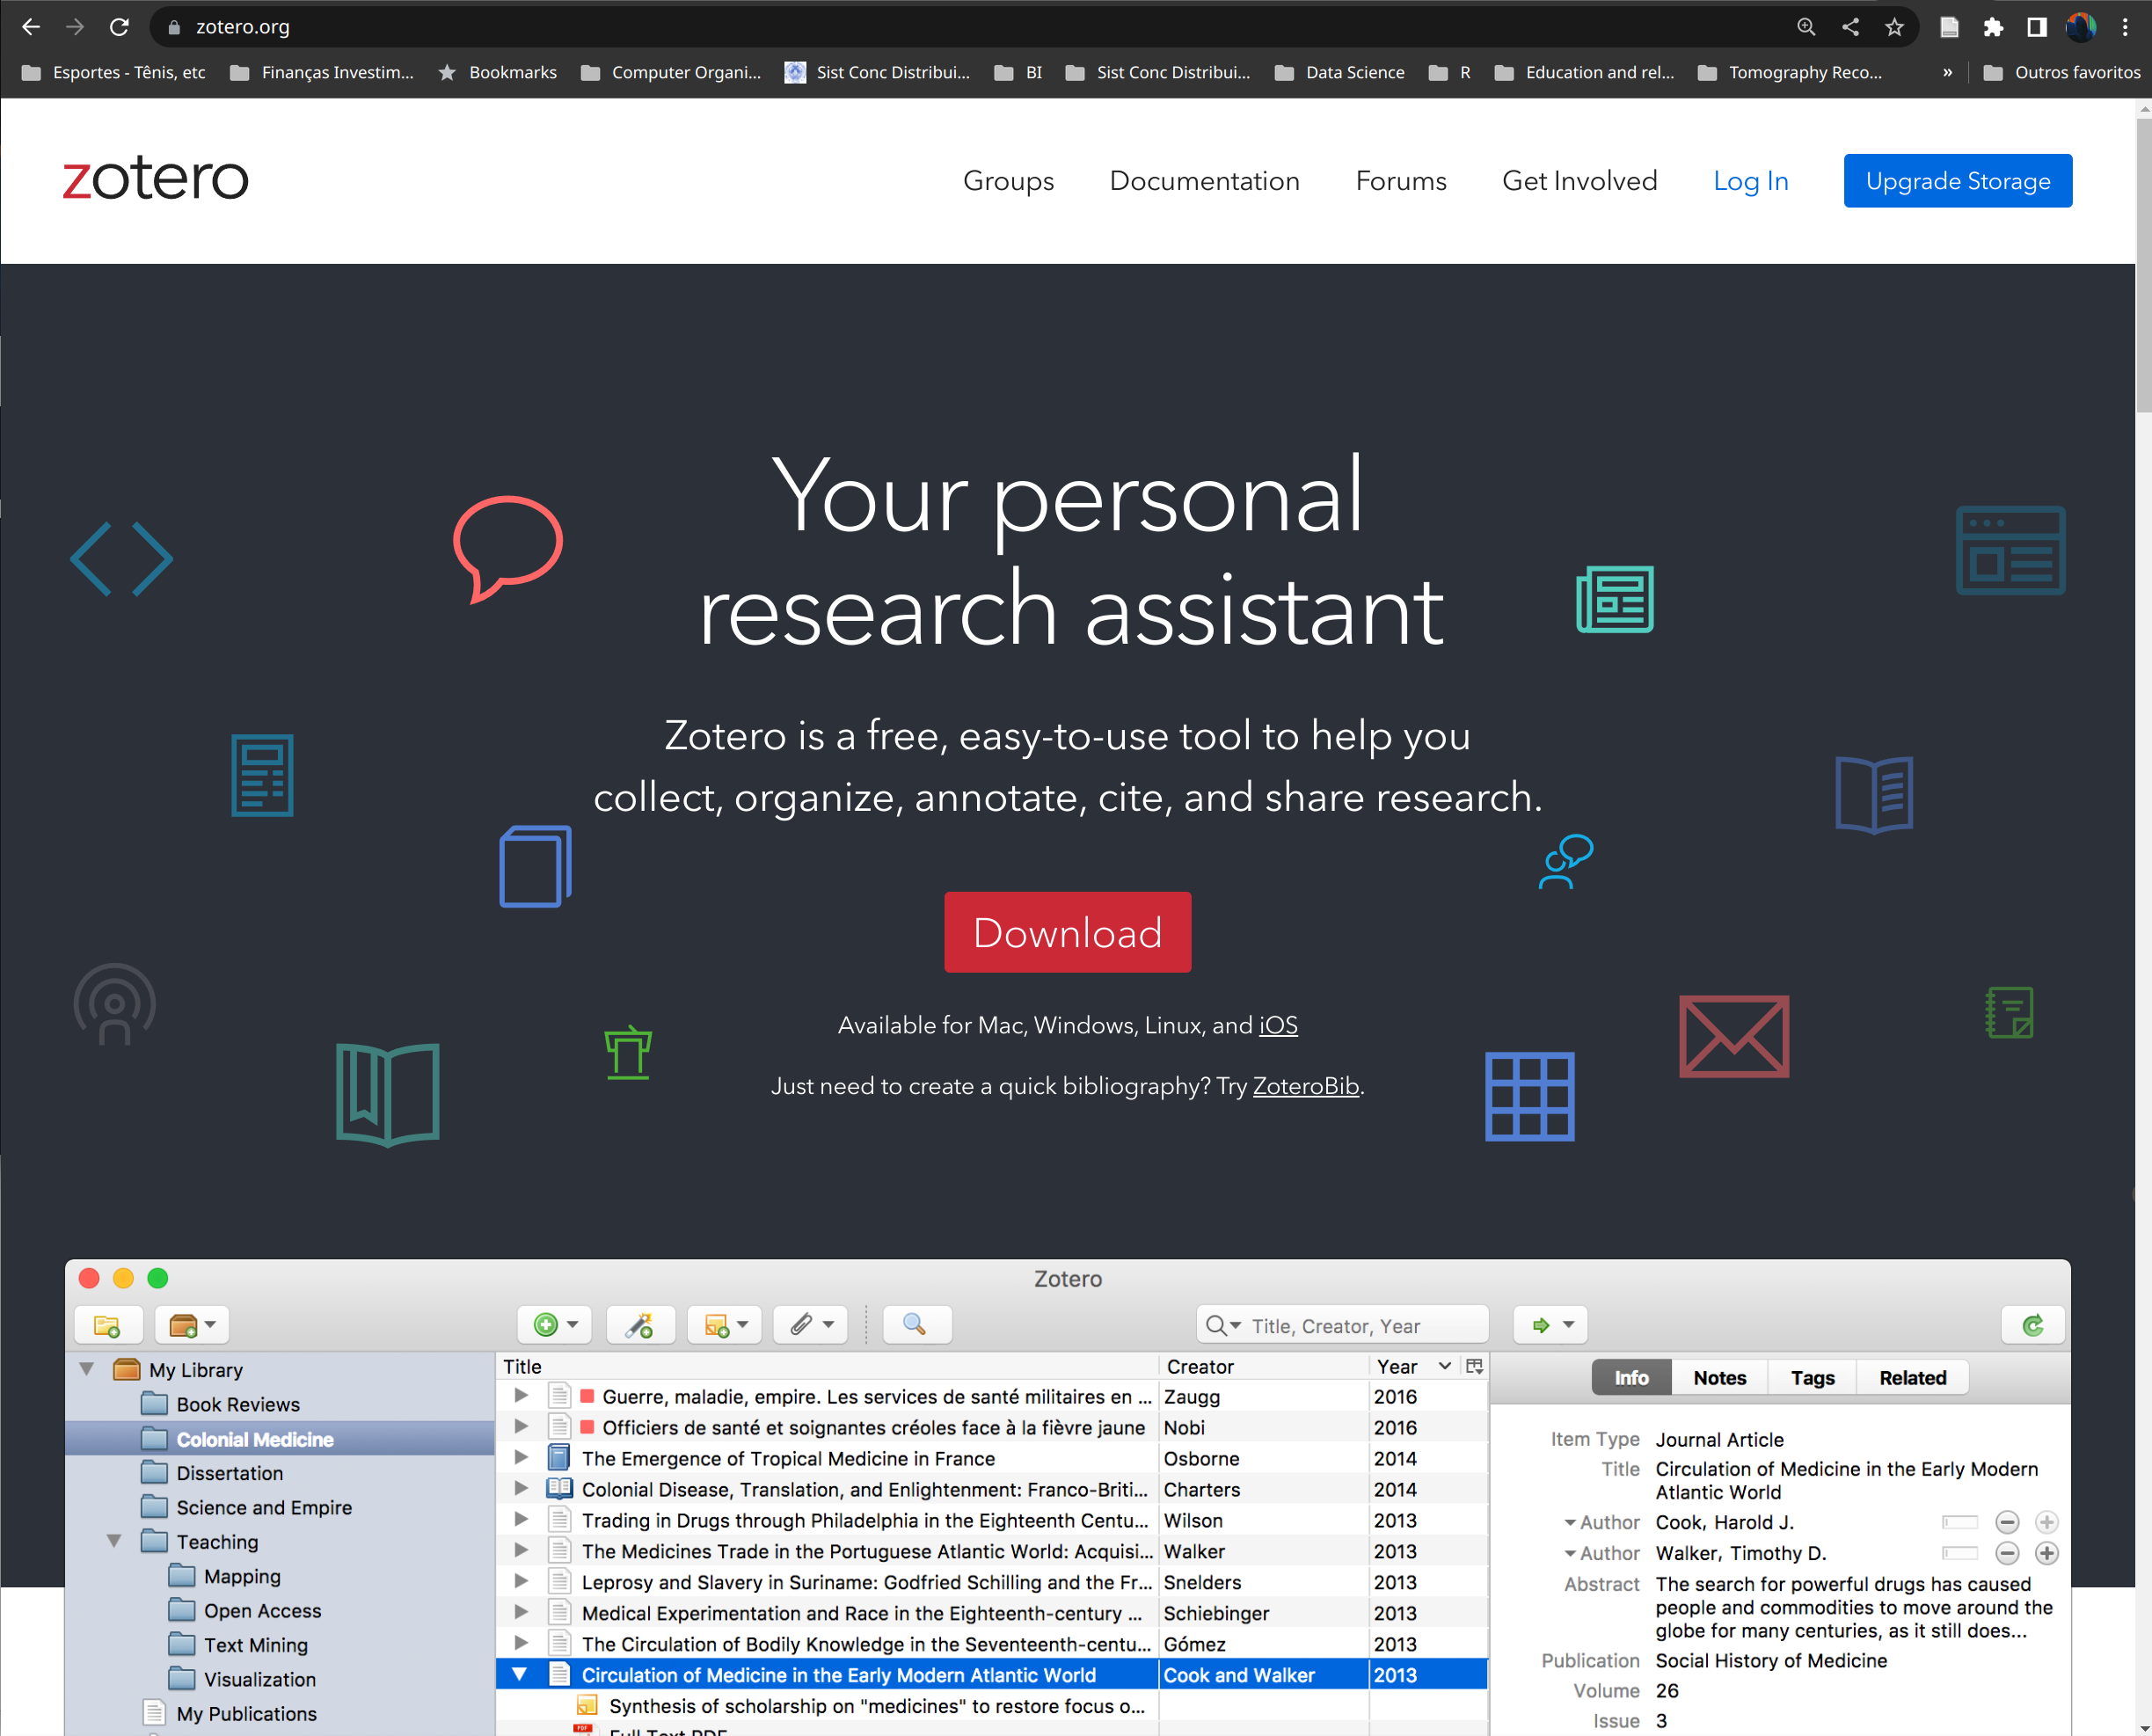 zotero.org
Esportes - Tênis, etc Finanças Investim... Bookmarks Computer Organi... Sist Conc Distribui... BI Sist Conc Distribui... Data Science R Education and rel... Tomography Reco... » Outros favoritos
zotero Groups Documentation Forums Get Involved Log In Upgrade Storage
Your personal
research assistant
Zotero is a free, easy-to-use tool to help you
collect, organize, annotate, cite, and share research.
Download
Available for Mac, Windows, Linux, and iOS
Just need to create a quick bibliography? Try ZoteroBib.
Zotero
Title, Creator, Year
My Library
Book Reviews
Colonial Medicine
Dissertation
Science and Empire
Teaching
Mapping
Open Access
Text Mining
Visualization
My Publications
Title Creator Year
Guerre, maladie, empire. Les services de santé militaires en ... Zaugg 2016
Officiers de santé et soignantes créoles face à la fièvre jaune Nobi 2016
The Emergence of Tropical Medicine in France Osborne 2014
Colonial Disease, Translation, and Enlightenment: Franco-Briti... Charters 2014
Trading in Drugs through Philadelphia in the Eighteenth Centu... Wilson 2013
The Medicines Trade in the Portuguese Atlantic World: Acquisi... Walker 2013
Leprosy and Slavery in Suriname: Godfried Schilling and the Fr... Snelders 2013
Medical Experimentation and Race in the Eighteenth-century ... Schiebinger 2013
The Circulation of Bodily Knowledge in the Seventeenth-centu... Gómez 2013
Circulation of Medicine in the Early Modern Atlantic World Cook and Walker 2013
Synthesis of scholarship on "medicines" to restore focus o...
PDF Full Text PDF
Info Notes Tags Related
Item Type Journal Article
Title Circulation of Medicine in the Early Modern
Atlantic World
Author Cook, Harold J.
Author Walker, Timothy D.
Abstract The search for powerful drugs has caused
people and commodities to move around the
globe for many centuries, as it still does...
Publication Social History of Medicine
Volume 26
Issue 3